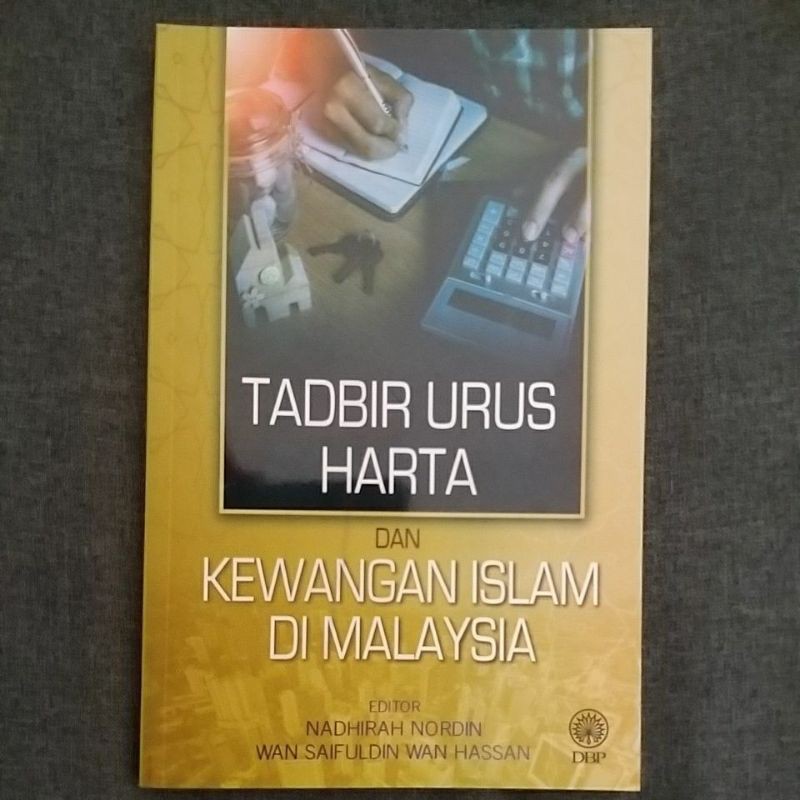 TADBIR URUS
HARTA
DAN
KEWANGAN ISLAM
DI MALAYSIA
EDITOR
NADHIRAH NORDIN
WAN SAIFULDIN WAN HASSAN
DBP